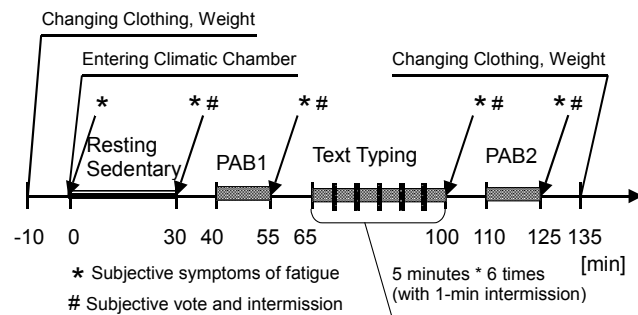 Changing Clothing, Weight
Entering Climatic Chamber
Changing Clothing, Weight
* * # * # * # * #
Resting
Sedentary
PAB1
Text Typing
PAB2
-10 0 30 40 55 65 100 110 125 135
[min]
* Subjective symptoms of fatigue
# Subjective vote and intermission
5 minutes * 6 times
(with 1-min intermission)